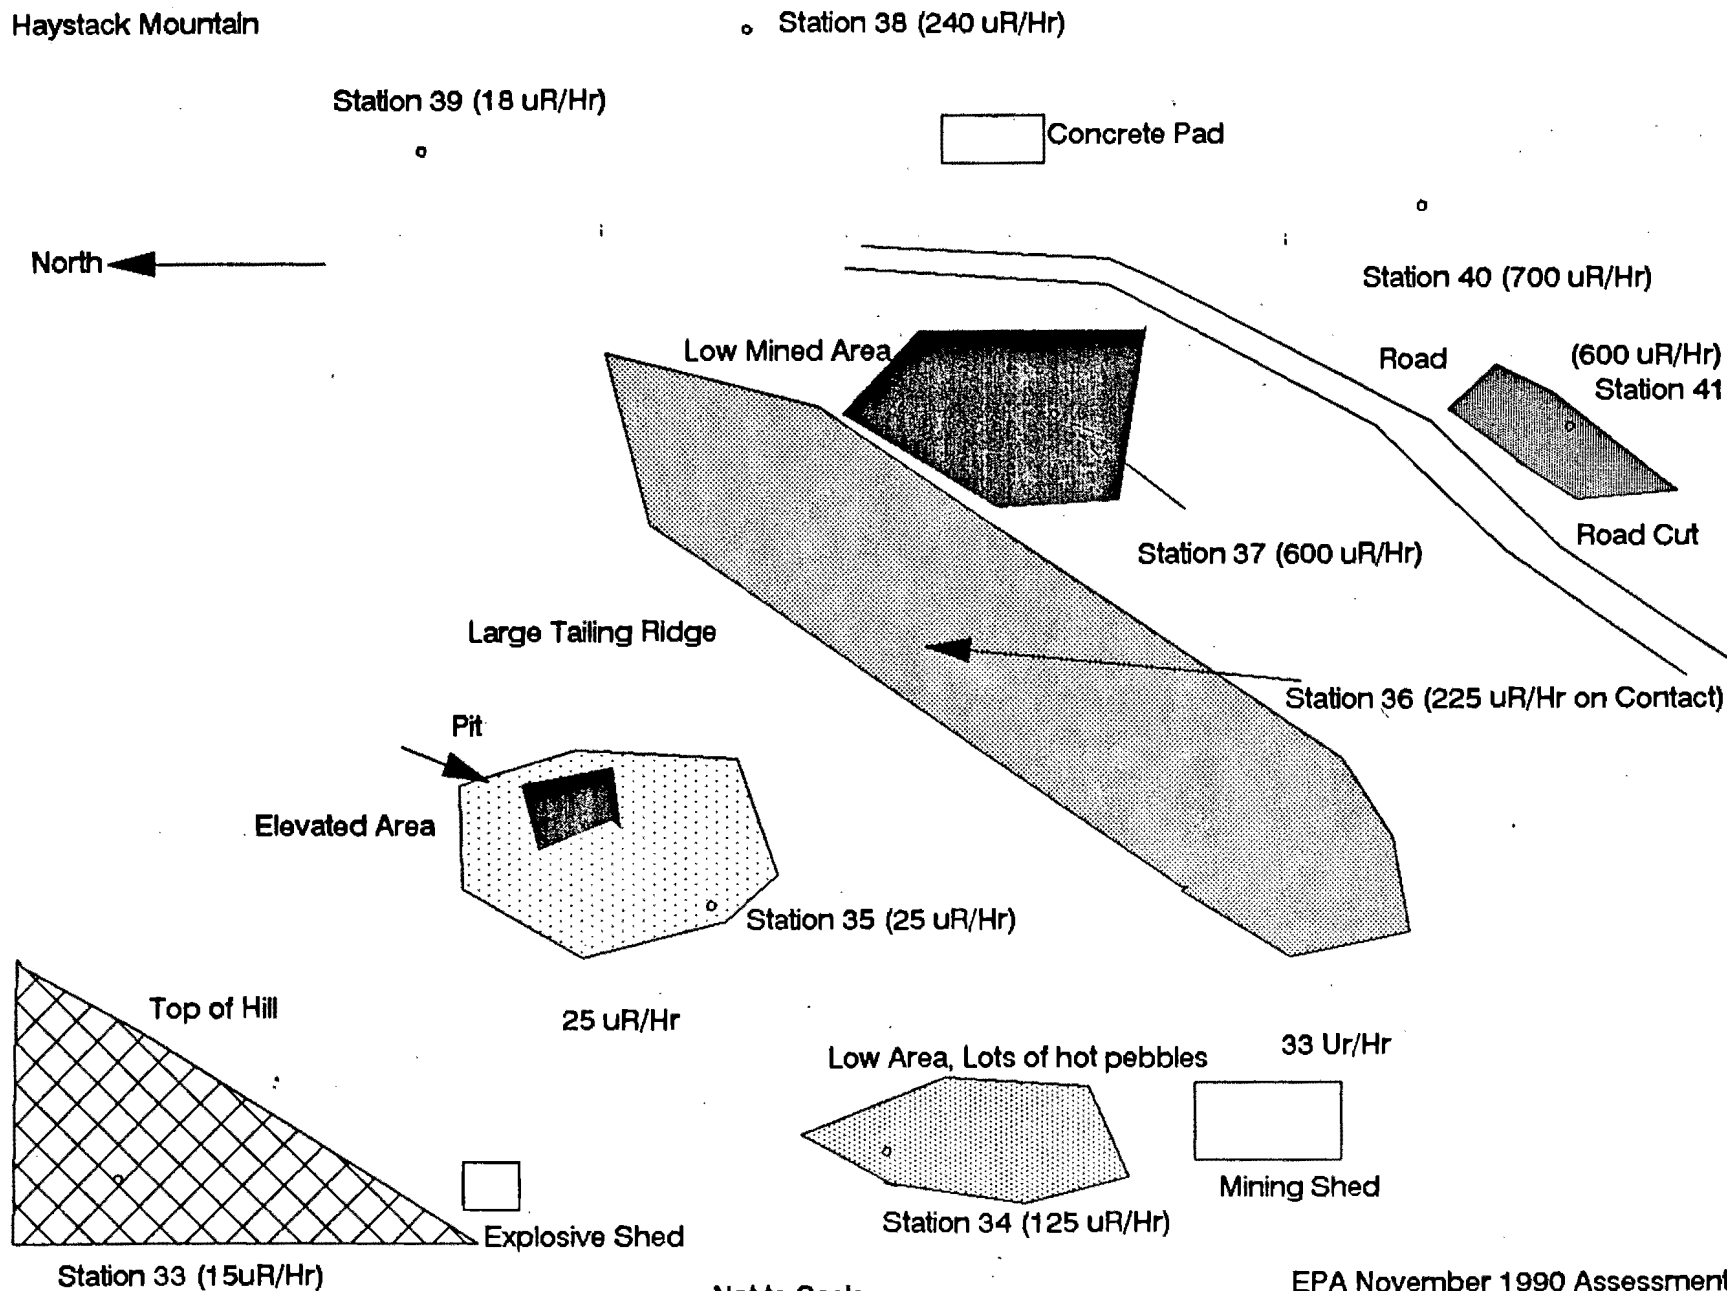 Haystack Mountain
Station 38 (240 uR/Hr)
Station 39 (18 uR/Hr)
Concrete Pad
North
Station 40 (700 uR/Hr)
Low Mined Area
Road
(600 uR/Hr)
Station 41
Road Cut
Station 37 (600 uR/Hr)
Large Tailing Ridge
Station 36 (225 uR/Hr on Contact)
Pit
Elevated Area
Station 35 (25 uR/Hr)
Top of Hill
25 uR/Hr
33 Ur/Hr
Low Area, Lots of hot pebbles
Mining Shed
Station 34 (125 uR/Hr)
Explosive Shed
Station 33 (15uR/Hr)
Not to Scale
EPA November 1990 Assessment